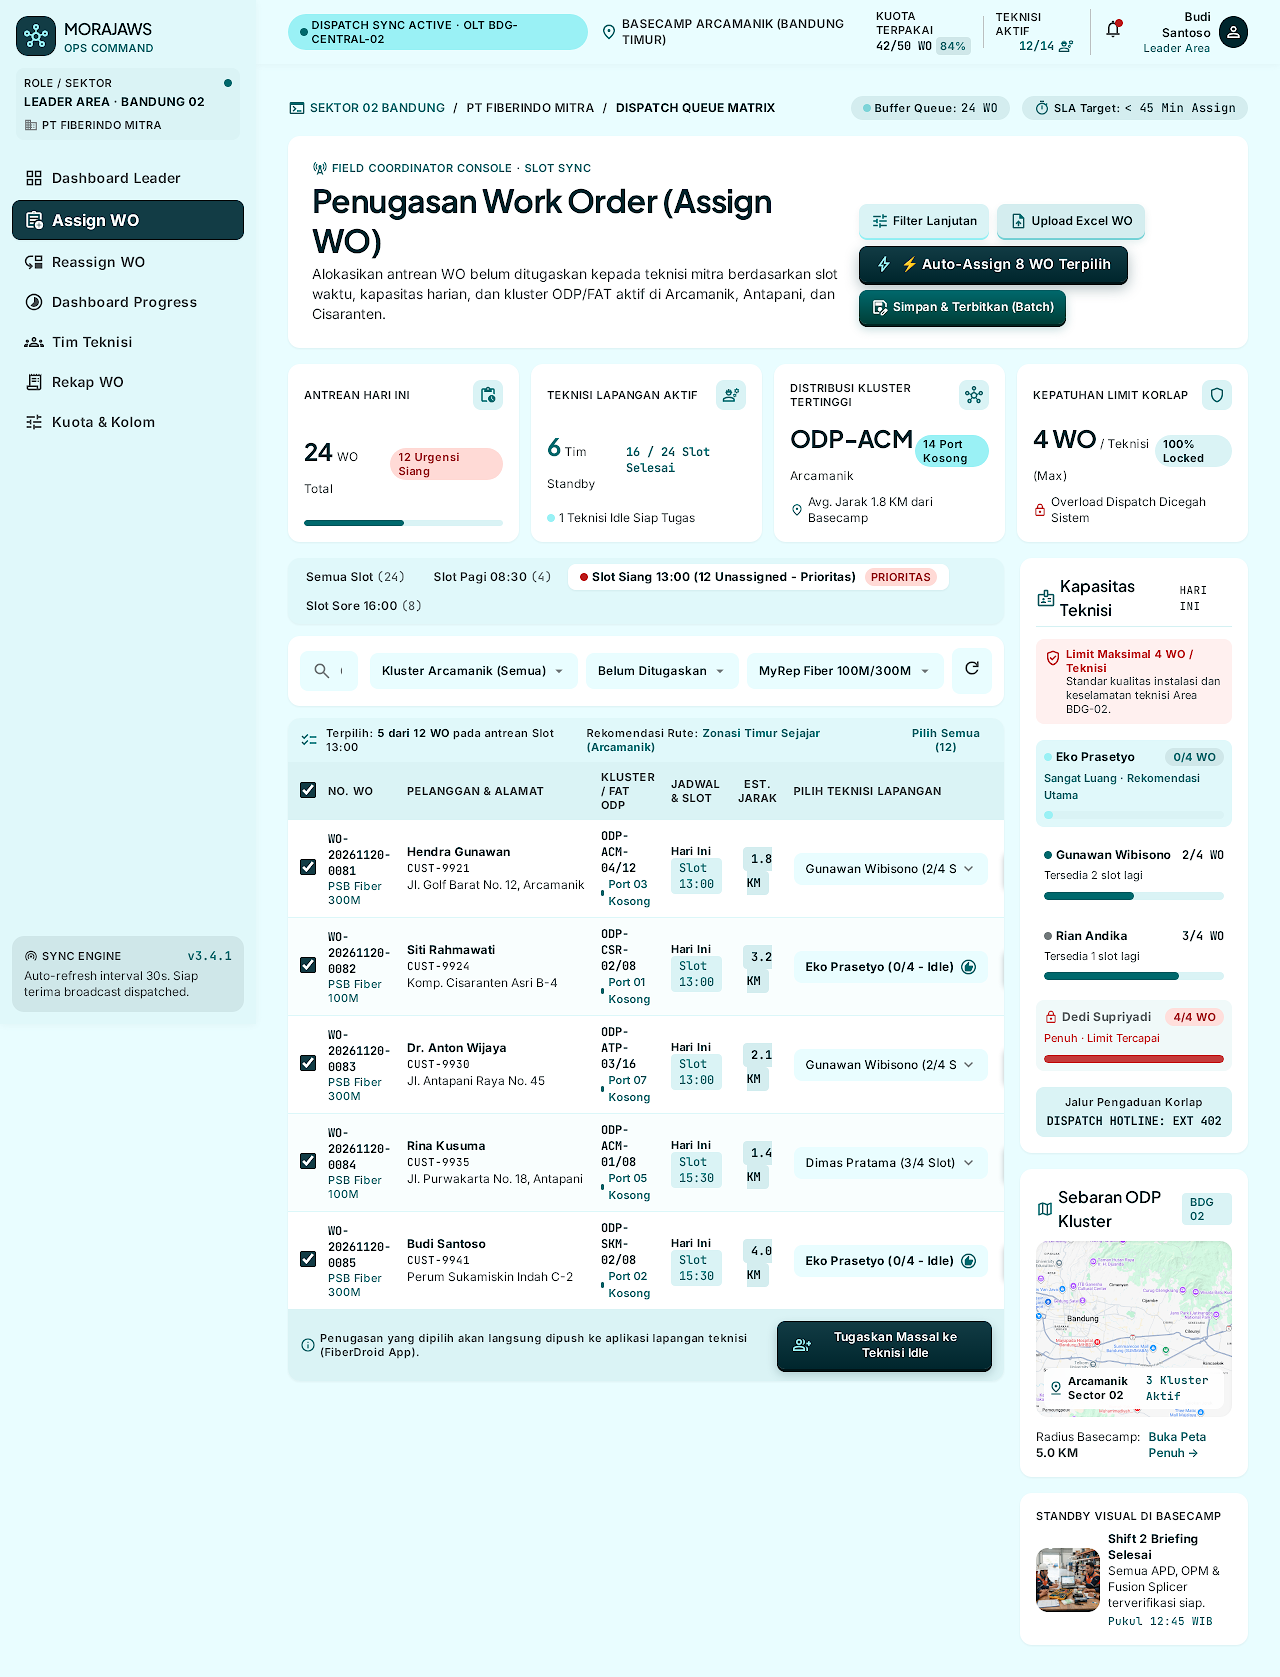 MORAJAWS
OPS COMMAND
ROLE / SEKTOR
LEADER AREA · BANDUNG 02
PT FIBERINDO MITRA
Dashboard Leader
Assign WO
Reassign WO
Dashboard Progress
Tim Teknisi
Rekap WO
Kuota & Kolom
SYNC ENGINE v3.4.1
Auto-refresh interval 30s. Siap
terima broadcast dispatched.
DISPATCH SYNC ACTIVE · OLT BDG-
CENTRAL-02
BASECAMP ARCAMANIK (BANDUNG
TIMUR)
KUOTA
TERPAKAI
42/50 WO 84%
TEKNISI
AKTIF
12/14
Budi
Santoso
Leader Area
SEKTOR 02 BANDUNG / PT FIBERINDO MITRA / DISPATCH QUEUE MATRIX
Buffer Queue: 24 WO
SLA Target: < 45 Min Assign
FIELD COORDINATOR CONSOLE · SLOT SYNC
Penugasan Work Order (Assign
WO)
Alokasikan antrean WO belum ditugaskan kepada teknisi mitra berdasarkan slot
waktu, kapasitas harian, dan kluster ODP/FAT aktif di Arcamanik, Antapani, dan
Cisaranten.
Filter Lanjutan
Upload Excel WO
⚡ Auto-Assign 8 WO Terpilih
Simpan & Terbitkan (Batch)
ANTREAN HARI INI
24 WO
Total
12 Urgensi
Siang
TEKNISI LAPANGAN AKTIF
6 Tim
Standby
16 / 24 Slot
Selesai
1 Teknisi Idle Siap Tugas
DISTRIBUSI KLUSTER
TERTINGGI
ODP-ACM
Arcamanik
14 Port
Kosong
Avg. Jarak 1.8 KM dari
Basecamp
KEPATUHAN LIMIT KORLAP
4 WO / Teknisi
(Max)
100%
Locked
Overload Dispatch Dicegah
Sistem
Semua Slot (24)
Slot Pagi 08:30 (4)
Slot Siang 13:00 (12 Unassigned - Prioritas) PRIORITAS
Slot Sore 16:00 (8)
Kluster Arcamanik (Semua)
Belum Ditugaskan
MyRep Fiber 100M/300M
Terpilih: 5 dari 12 WO pada antrean Slot
13:00
Rekomendasi Rute: Zonasi Timur Sejajar
(Arcamanik)
Pilih Semua
(12)
NO. WO
PELANGGAN & ALAMAT
KLUSTER
/ FAT
ODP
JADWAL
& SLOT
EST.
JARAK
PILIH TEKNISI LAPANGAN
WO-
20261120-
0081
PSB Fiber
300M
Hendra Gunawan
CUST-9921
Jl. Golf Barat No. 12, Arcamanik
ODP-
ACM-
04/12
Port 03
Kosong
Hari Ini
Slot
13:00
1.8
KM
Gunawan Wibisono (2/4 S
WO-
20261120-
0082
PSB Fiber
100M
Siti Rahmawati
CUST-9924
Komp. Cisaranten Asri B-4
ODP-
CSR-
02/08
Port 01
Kosong
Hari Ini
Slot
13:00
3.2
KM
Eko Prasetyo (0/4 - Idle)
WO-
20261120-
0083
PSB Fiber
300M
Dr. Anton Wijaya
CUST-9930
Jl. Antapani Raya No. 45
ODP-
ATP-
03/16
Port 07
Kosong
Hari Ini
Slot
13:00
2.1
KM
Gunawan Wibisono (2/4 S
WO-
20261120-
0084
PSB Fiber
100M
Rina Kusuma
CUST-9935
Jl. Purwakarta No. 18, Antapani
ODP-
ACM-
01/08
Port 05
Kosong
Hari Ini
Slot
15:30
1.4
KM
Dimas Pratama (3/4 Slot)
WO-
20261120-
0085
PSB Fiber
300M
Budi Santoso
CUST-9941
Perum Sukamiskin Indah C-2
ODP-
SKM-
02/08
Port 02
Kosong
Hari Ini
Slot
15:30
4.0
KM
Eko Prasetyo (0/4 - Idle)
Penugasan yang dipilih akan langsung dipush ke aplikasi lapangan teknisi
(FiberDroid App).
Tugaskan Massal ke
Teknisi Idle
Kapasitas
Teknisi
HARI
INI
Limit Maksimal 4 WO /
Teknisi
Standar kualitas instalasi dan
keselamatan teknisi Area
BDG-02.
Eko Prasetyo 0/4 WO
Sangat Luang · Rekomendasi
Utama
Gunawan Wibisono 2/4 WO
Tersedia 2 slot lagi
Rian Andika 3/4 WO
Tersedia 1 slot lagi
Dedi Supriyadi 4/4 WO
Penuh · Limit Tercapai
Jalur Pengaduan Korlap
DISPATCH HOTLINE: EXT 402
Sebaran ODP
Kluster
BDG
02
Bandung
Arcamanik
Sector 02
3 Kluster
Aktif
Radius Basecamp:
5.0 KM
Buka Peta
Penuh →
STANDBY VISUAL DI BASECAMP
Shift 2 Briefing
Selesai
Semua APD, OPM &
Fusion Splicer
terverifikasi siap.
Pukul 12:45 WIB